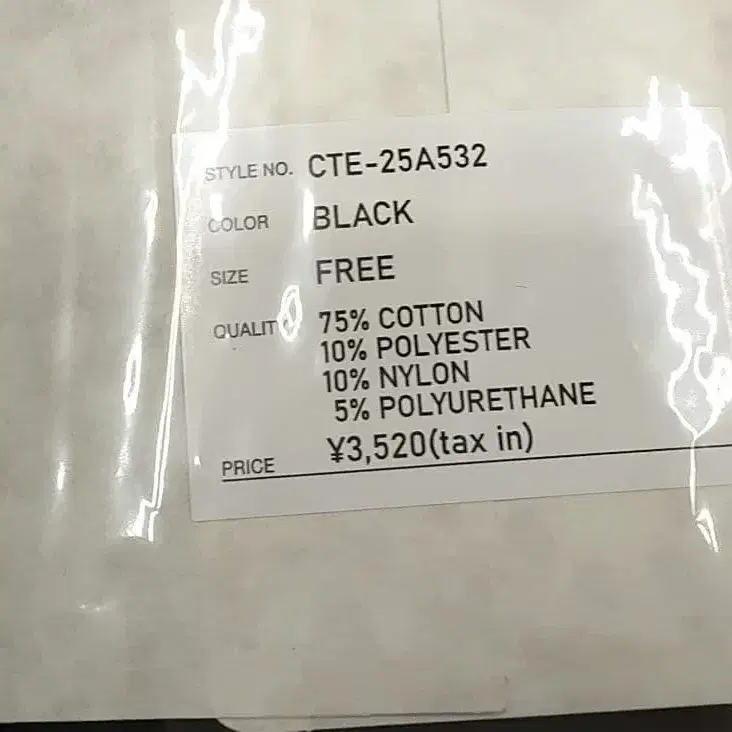 STYLE NO. CTE-25A532
COLOR BLACK
SIZE FREE
QUALIT 75% COTTON
10% POLYESTER
10% NYLON
5% POLYURETHANE
PRICE ¥3,520(tax in)